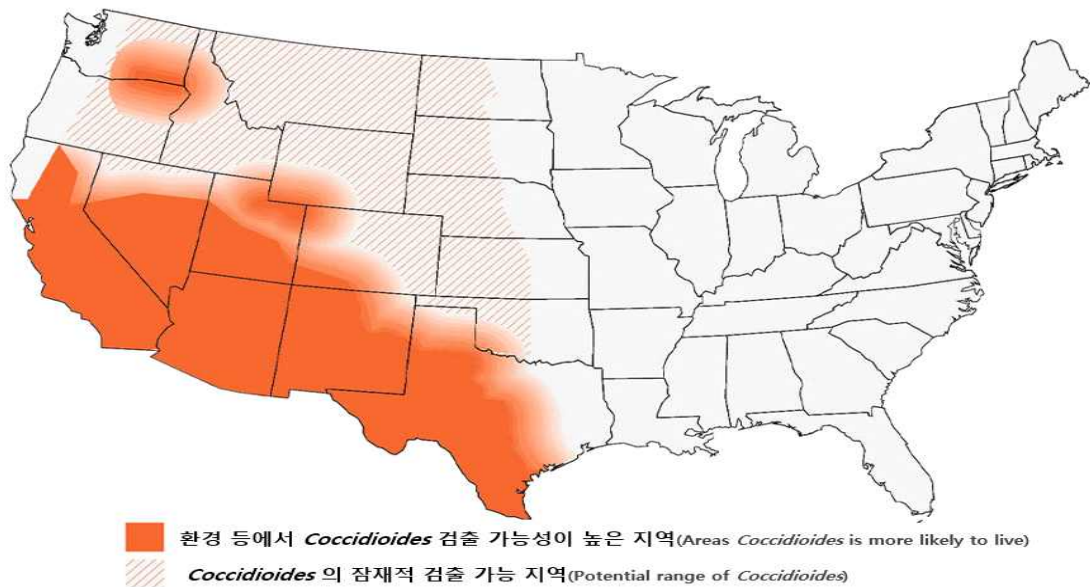 환경 등에서 Coccidioides 검출 가능성이 높은 지역(Areas Coccidioides is more likely to live)
Coccidioides 의 잠재적 검출 가능 지역(Potential range of Coccidioides)